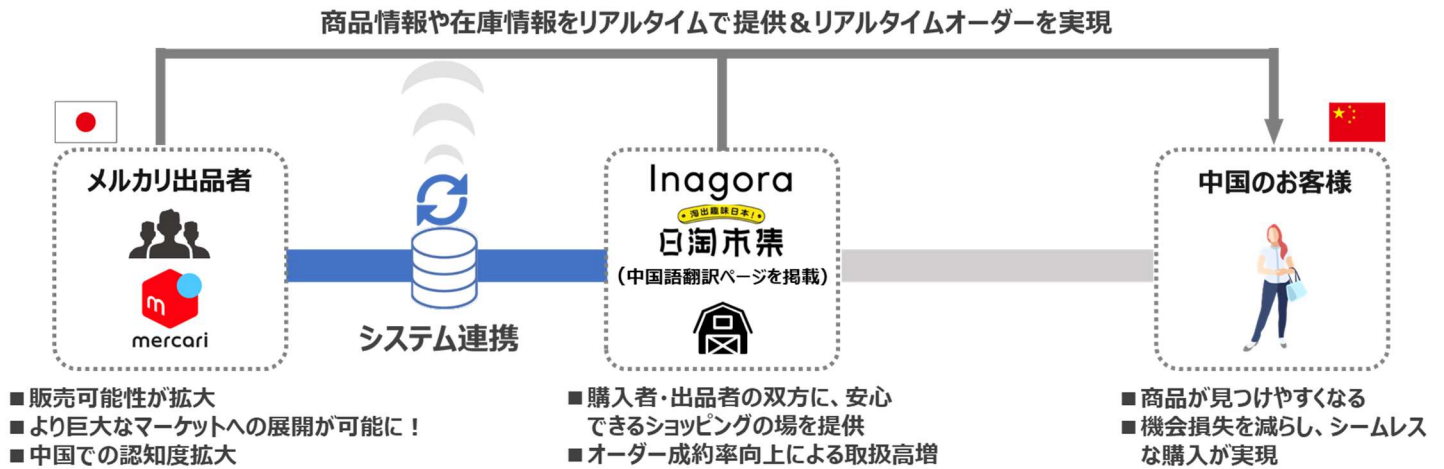 商品情報や在庫情報をリアルタイムで提供＆リアルタイムオーダーを実現
メルカリ出品者
m
mercari
システム連携
Inagora
淘出趣味日本！
日淘市集
（中国語翻訳ページを掲載）
中国のお客様
■販売可能性が拡大
■より巨大なマーケットへの展開が可能に！
■中国での認知度拡大
■購入者・出品者の双方に、安心
できるショッピングの場を提供
■オーダー成約率向上による取扱高増
■商品が見つけやすくなる
■機会損失を減らし、シームレス
な購入が実現